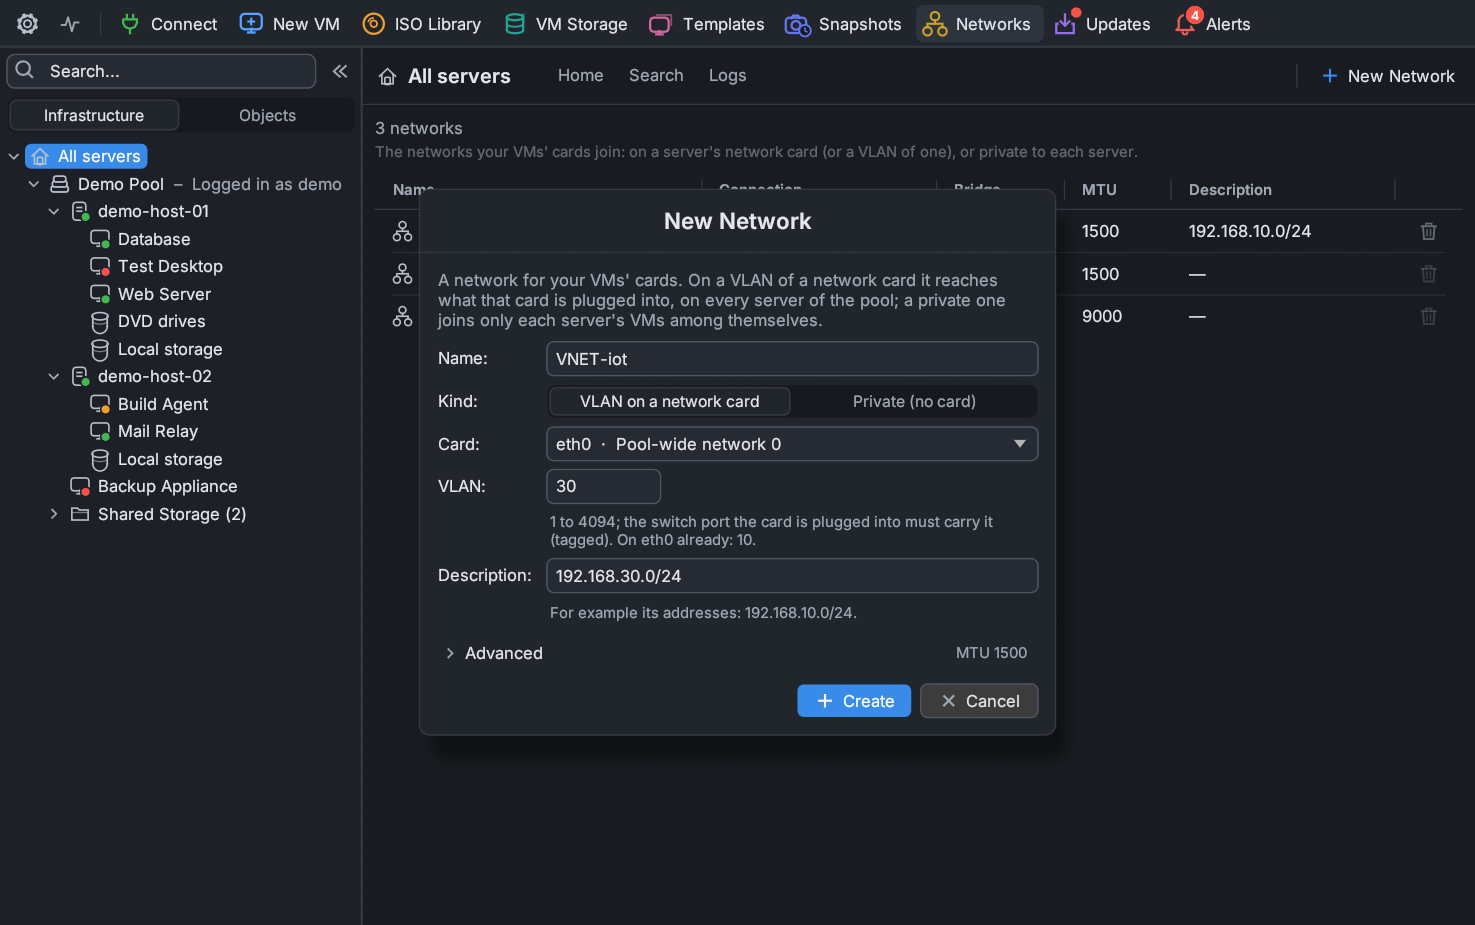 Connect
New VM
ISO Library
VM Storage
Templates
Snapshots
Networks
Updates
4
Alerts
Search...
All servers
Home
Search
Logs
New Network
Infrastructure
Objects
All servers
Demo Pool – Logged in as demo
demo-host-01
Database
Test Desktop
Web Server
DVD drives
Local storage
demo-host-02
Build Agent
Mail Relay
Local storage
Backup Appliance
Shared Storage (2)
3 networks
The networks your VMs' cards join: on a server's network card (or a VLAN of one), or private to each server.
Name
Connection
Bridge
MTU
Description
1500
192.168.10.0/24
1500
—
9000
—
New Network
A network for your VMs' cards. On a VLAN of a network card it reaches
what that card is plugged into, on every server of the pool; a private one
joins only each server's VMs among themselves.
Name:
VNET-iot
Kind:
VLAN on a network card
Private (no card)
Card:
eth0 · Pool-wide network 0
VLAN:
30
1 to 4094; the switch port the card is plugged into must carry it
(tagged). On eth0 already: 10.
Description:
192.168.30.0/24
For example its addresses: 192.168.10.0/24.
Advanced
MTU 1500
Create
Cancel